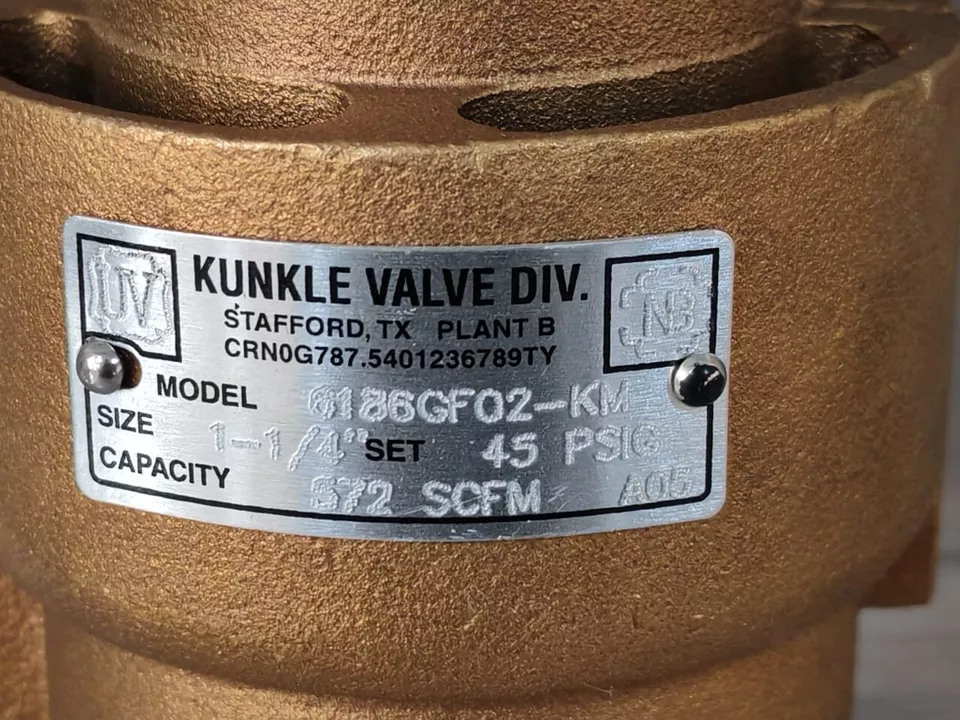 UV
KUNKLE VALVE DIV.
NB
STAFFORD, TX PLANT B
CRN0G787.5401236789TY
MODEL 6186GF02-KM
SIZE 1-1/4" SET 45 PSIG
CAPACITY 572 SCFM A05